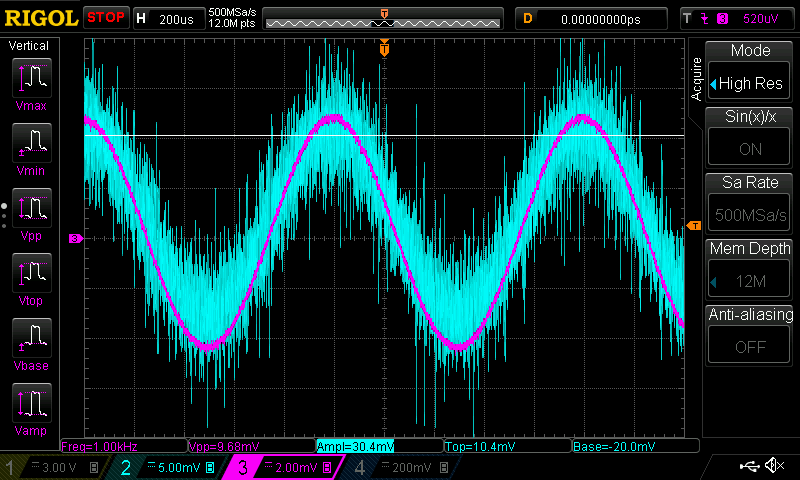 RIGOL STOP H 200us 500MSa/s 12.0M pts T D 0.00000000ps T 3 520uV
Vertical
Vmax
Vmin
Vpp
Vtop
Vbase
Vamp
T
3
T
Acquire
Mode
High Res
Sin(x)/x
ON
Sa Rate
500MSa/s
Mem Depth
12M
Anti-aliasing
OFF
Freq=1.00kHz Vpp=9.68mV Ampl=30.4mV Top=10.4mV Base=-20.0mV
1 3.00 V B 2 5.00mV B 3 2.00mV B 4 200mV B